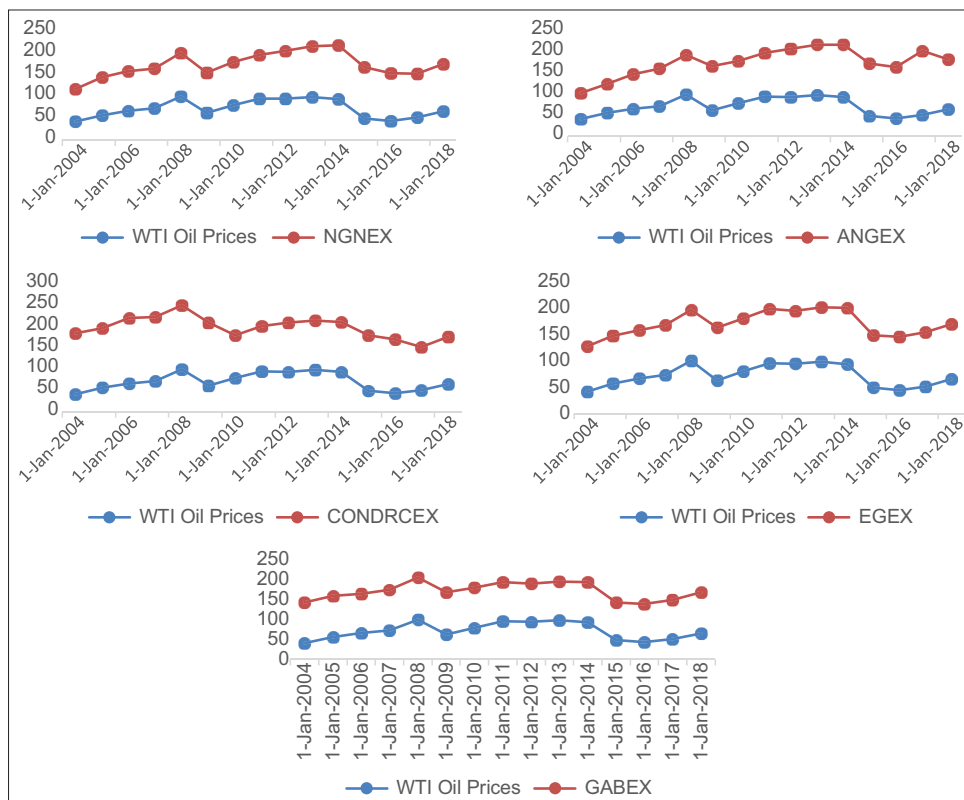 250
200
150
100
50
0
1-Jan-2004
1-Jan-2006
1-Jan-2008
1-Jan-2010
1-Jan-2012
1-Jan-2014
1-Jan-2016
1-Jan-2018
WTI Oil Prices NGNEX
250
200
150
100
50
0
1-Jan-2004
1-Jan-2006
1-Jan-2008
1-Jan-2010
1-Jan-2012
1-Jan-2014
1-Jan-2016
1-Jan-2018
WTI Oil Prices ANGEX
300
250
200
150
100
50
0
1-Jan-2004
1-Jan-2006
1-Jan-2008
1-Jan-2010
1-Jan-2012
1-Jan-2014
1-Jan-2016
1-Jan-2018
WTI Oil Prices CONDRCEX
250
200
150
100
50
0
1-Jan-2004
1-Jan-2006
1-Jan-2008
1-Jan-2010
1-Jan-2012
1-Jan-2014
1-Jan-2016
1-Jan-2018
WTI Oil Prices EGEX
250
200
150
100
50
0
1-Jan-2004
1-Jan-2005
1-Jan-2006
1-Jan-2007
1-Jan-2008
1-Jan-2009
1-Jan-2010
1-Jan-2011
1-Jan-2012
1-Jan-2013
1-Jan-2014
1-Jan-2015
1-Jan-2016
1-Jan-2017
1-Jan-2018
WTI Oil Prices GABEX